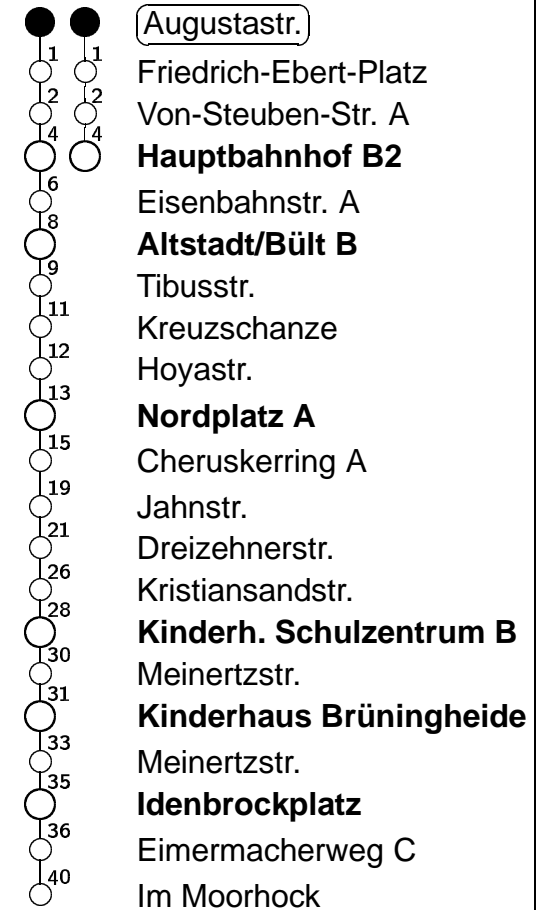 Augustastr.
1 1 Friedrich-Ebert-Platz
2 2 Von-Steuben-Str. A
4 4 Hauptbahnhof B2
6 Eisenbahnstr. A
8 Altstadt/Bült B
9 Tibusstr.
11 Kreuzschanze
12 Hoyastr.
13 Nordplatz A
15 Cheruskerring A
19 Jahnstr.
21 Dreizehnerstr.
26 Kristiansandstr.
28 Kinderh. Schulzentrum B
30 Meinertzstr.
31 Kinderhaus Brüningheide
33 Meinertzstr.
35 Idenbrockplatz
36 Eimermacherweg C
40 Im Moorhock